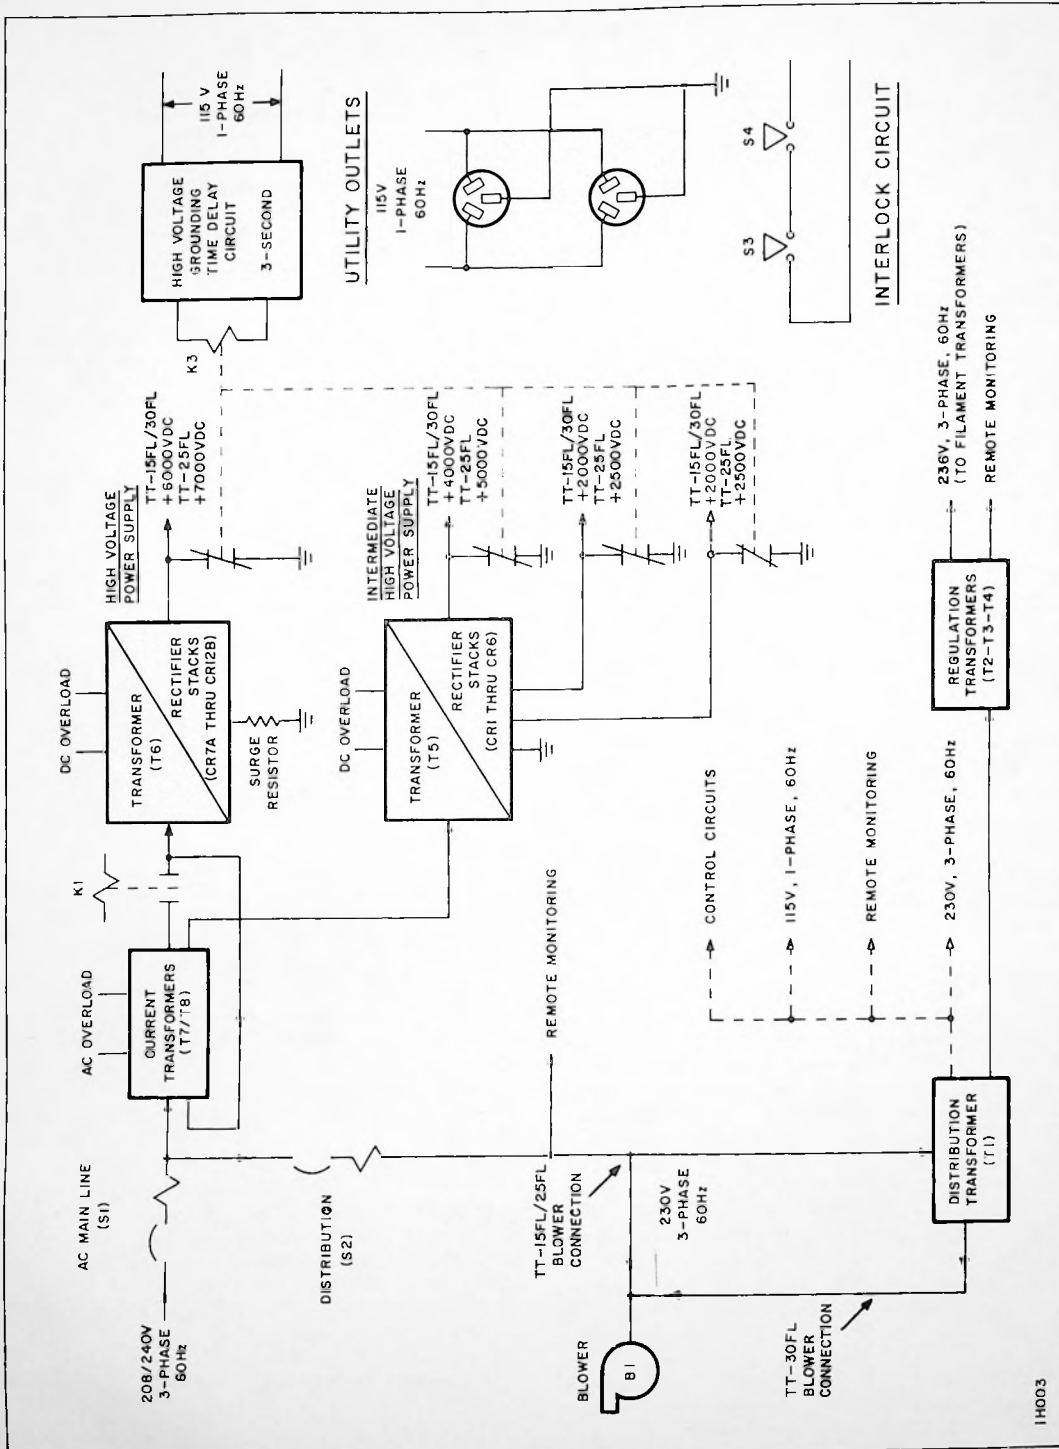 208/240V
3-PHASE
60Hz
AC MAIN LINE
(S1)
AC OVERLOAD
CURRENT
TRANSFORMERS
(T7/T8)
K1
DC OVERLOAD
TRANSFORMER
(T6)
RECTIFIER
STACKS
(CR7A THRU CR12B)
SURGE
RESISTOR
HIGH VOLTAGE
POWER SUPPLY
TT-15FL/30FL
+6000VDC
TT-25FL
+7000VDC
K3
HIGH VOLTAGE
GROUNDING
TIME DELAY
CIRCUIT
3-SECOND
115 V
1-PHASE
60Hz
DISTRIBUTION
(S2)
DC OVERLOAD
TRANSFORMER
(T5)
RECTIFIER
STACKS
(CR1 THRU CR6)
INTERMEDIATE
HIGH VOLTAGE
POWER SUPPLY
TT-15FL/30FL
+4000VDC
TT-25FL
+5000VDC
TT-15FL/30FL
+2000VDC
TT-25FL
+2500VDC
TT-15FL/30FL
+2000VDC
TT-25FL
+2500VDC
UTILITY OUTLETS
115V
1-PHASE
60Hz
S3
S4
INTERLOCK CIRCUIT
REMOTE MONITORING
TT-15FL/25FL
BLOWER
CONNECTION
230V
3-PHASE
60Hz
BLOWER
B1
TT-30FL
BLOWER
CONNECTION
DISTRIBUTION
TRANSFORMER
(T1)
CONTROL CIRCUITS
115V, 1-PHASE, 60Hz
REMOTE MONITORING
230V, 3-PHASE, 60Hz
REGULATION
TRANSFORMERS
(T2-T3-T4)
236V, 3-PHASE, 60Hz
(TO FILAMENT TRANSFORMERS)
REMOTE MONITORING
1H003